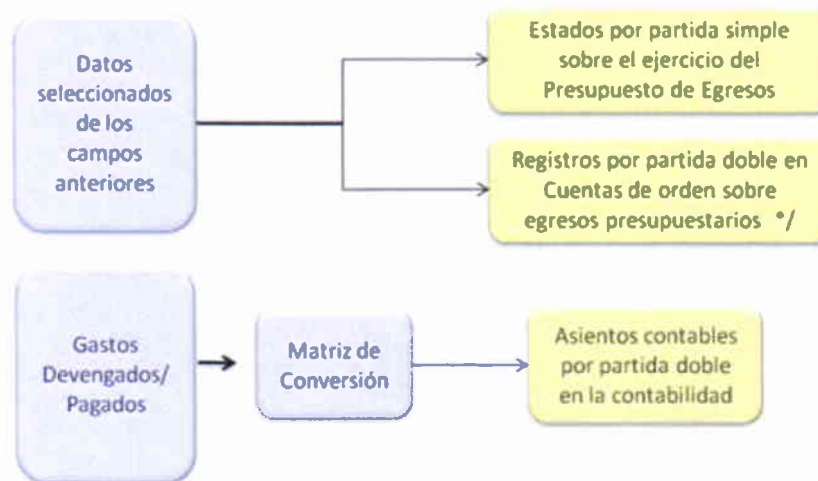 Datos
seleccionados
de los
campos
anteriores
Estados por partida simple
sobre el ejercicio del
Presupuesto de Egresos
Registros por partida doble en
Cuentas de orden sobre
egresos presupuestarios */
Gastos
Devengados/
Pagados
Matriz de
Conversión
Asientos contables
por partida doble
en la contabilidad